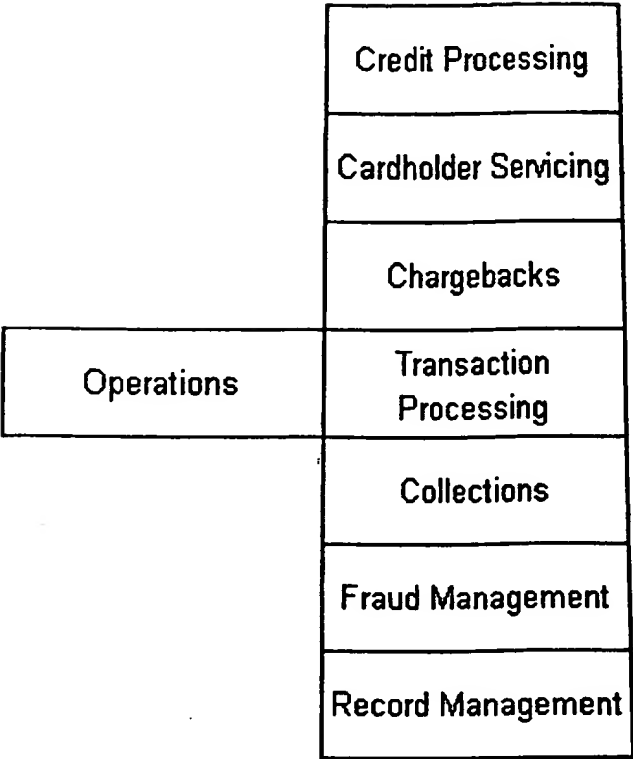 Credit Processing
Cardholder Servicing
Chargebacks
Operations
Transaction
Processing
Collections
Fraud Management
Record Management